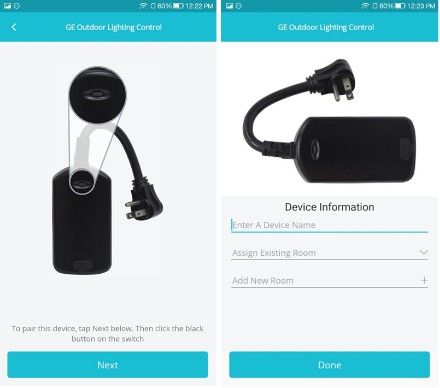 60% 12:22 PM
GE Outdoor Lighting Control
To pair this device, tap Next below. Then click the black
button on the switch
Next
60% 12:23 PM
GE Outdoor Lighting Control
Device Information
Enter A Device Name
Assign Existing Room
Add New Room
Done